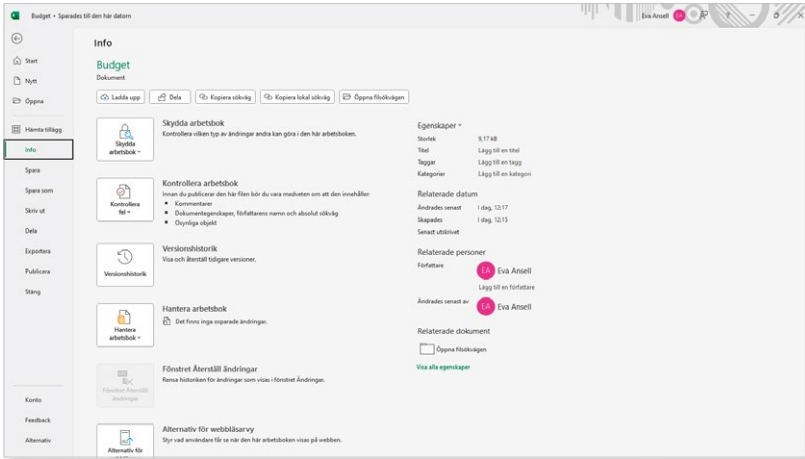 Budget • Sparades till den här datorn
Eva Ansell EA ?
Info
Start
Nytt
Öppna
Hämta tillägg
Info
Spara
Spara som
Skriv ut
Dela
Exportera
Publicera
Stäng
Konto
Feedback
Alternativ
Budget
Dokument
Ladda upp
Dela
Kopiera sökväg
Kopiera lokal sökväg
Öppna filsökvägen
Skydda
arbetsbok
Skydda arbetsbok
Kontrollera vilken typ av ändringar andra kan göra i den här arbetsboken.
Kontrollera
fel
Kontrollera arbetsbok
Innan du publicerar den här filen bör du vara medveten om att den innehåller:
Kommentarer
Dokumentegenskaper, författarens namn och absolut sökväg
Osynliga objekt
Versionshistorik
Versionshistorik
Visa och återställ tidigare versioner.
Hantera
arbetsbok
Hantera arbetsbok
Det finns inga osparade ändringar.
Fönstret Återställ
ändringar
Fönstret Återställ ändringar
Rensa historiken för ändringar som visas i fönstret Ändringar.
Alternativ för
Alternativ för webbläsarvy
Styr vad användare får se när den här arbetsboken visas på webben.
Egenskaper
Storlek 9,17 kB
Titel Lägg till en titel
Taggar Lägg till en tagg
Kategorier Lägg till en kategori
Relaterade datum
Ändrades senast I dag, 12:17
Skapades I dag, 12:15
Senast utskrivet
Relaterade personer
Författare EA Eva Ansell
Lägg till en författare
Ändrades senast av EA Eva Ansell
Relaterade dokument
Öppna filsökvägen
Visa alla egenskaper